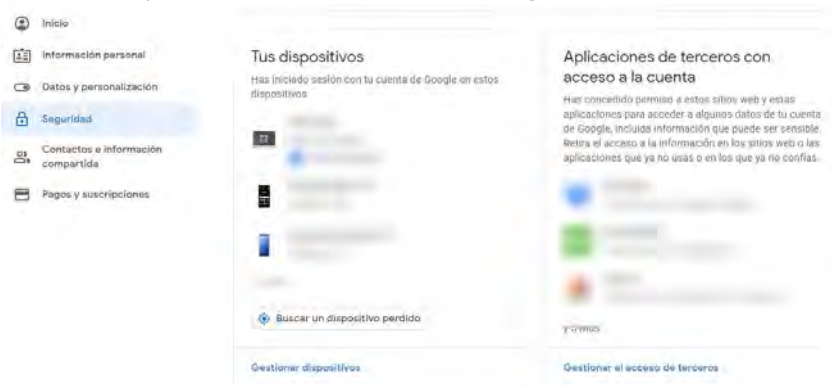 Inicio
Información personal
Datos y personalización
Seguridad
Contactos e información
compartida
Pagos y suscripciones
Tus dispositivos
Has iniciado sesión con tu cuenta de Google en estos
dispositivos
Buscar un dispositivo perdido
Gestionar dispositivos
Aplicaciones de terceros con
acceso a la cuenta
Has concedido permiso a estos sitios web y estas
aplicaciones para acceder a algunos datos de tu cuenta
de Google, incluida información que puede ser sensible.
Retira el acceso a la información en los sitios web o las
aplicaciones que ya no usas o en los que ya no confías.
Gestionar el acceso de terceros